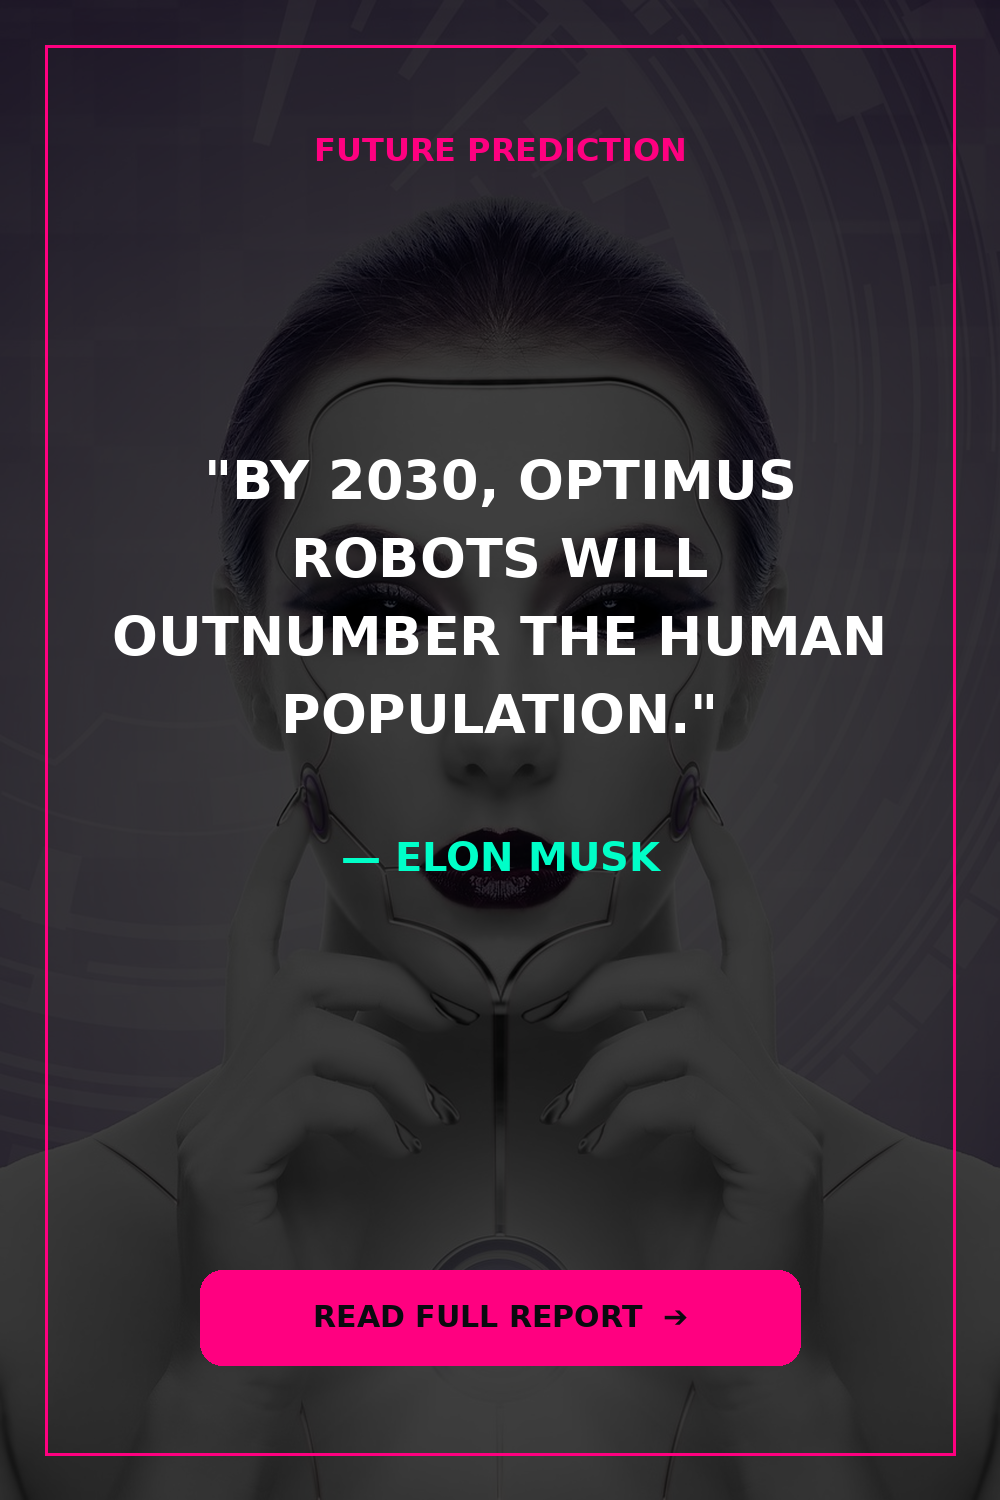 FUTURE PREDICTION
"BY 2030, OPTIMUS
ROBOTS WILL
OUTNUMBER THE HUMAN
POPULATION."
— ELON MUSK
READ FULL REPORT ➔